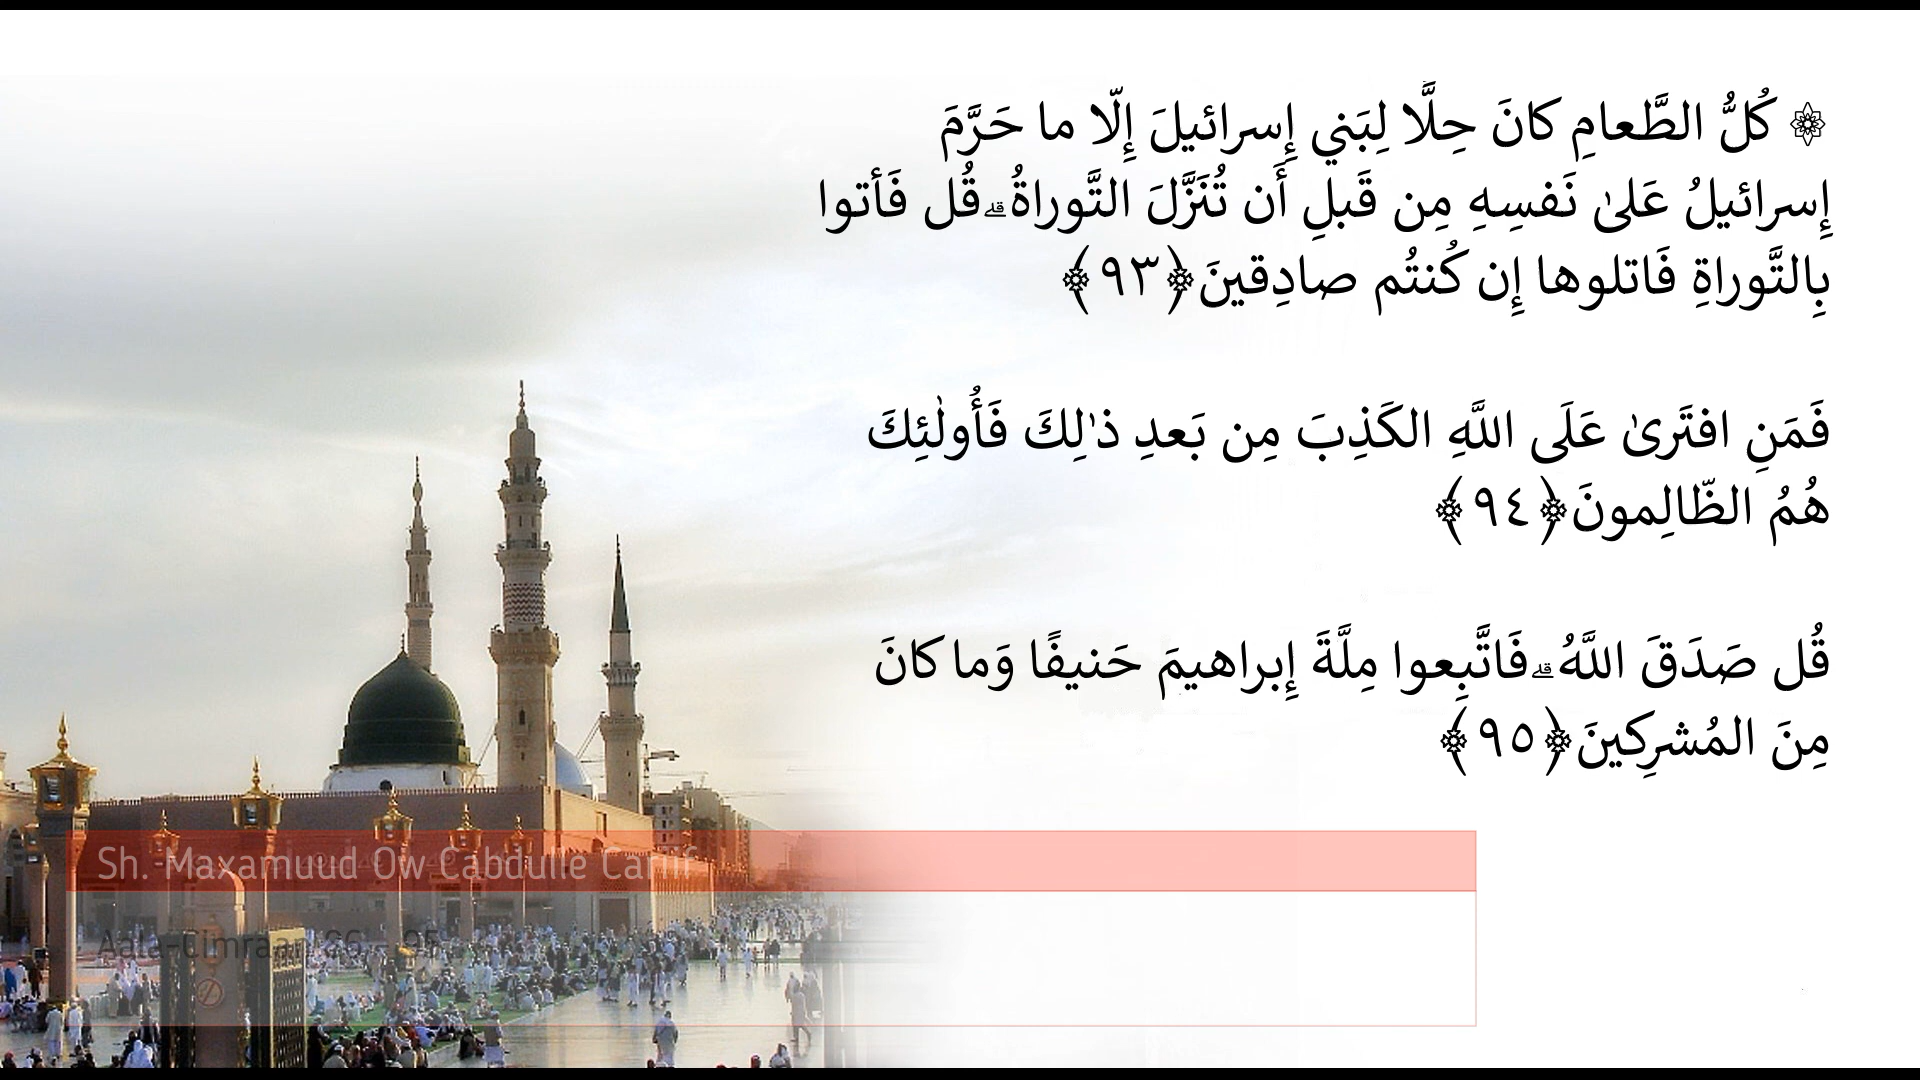 ۞ كُلُّ الطَّعامِ كانَ حِلًّا لِبَني إِسرائيلَ إِلّا ما حَرَّمَ
إِسرائيلُ عَلىٰ نَفسِهِ مِن قَبلِ أَن تُنَزَّلَ التَّوراةُ ۗ قُل فَأتوا
بِالتَّوراةِ فَاتلوها إِن كُنتُم صادِقينَ ﴿٩٣﴾
فَمَنِ افتَرىٰ عَلَى اللَّهِ الكَذِبَ مِن بَعدِ ذٰلِكَ فَأُولٰئِكَ
هُمُ الظّالِمونَ ﴿٩٤﴾
قُل صَدَقَ اللَّهُ ۗ فَاتَّبِعوا مِلَّةَ إِبراهيمَ حَنيفًا وَما كانَ
مِنَ المُشرِكينَ ﴿٩٥﴾
Sh. Maxamuud Ow Cabdulle Cariif
Aala-Cimraan 86 - 95